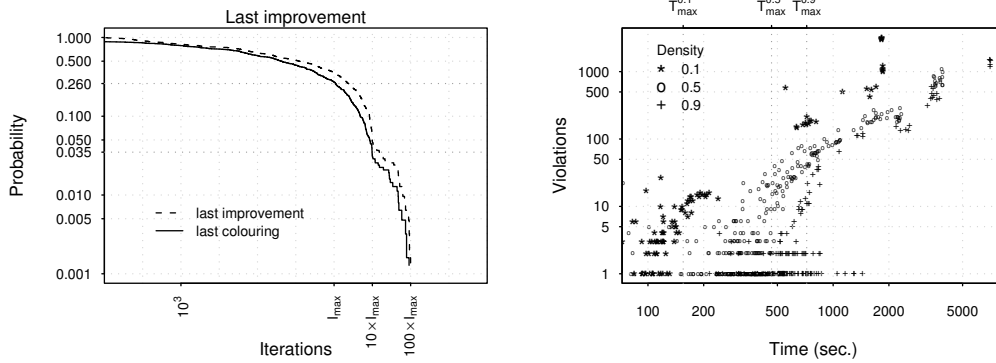 Last improvement
Probability
1.000
0.500
0.260
0.100
0.050
0.035
0.010
0.005
0.001
last improvement
last colouring
10³
I_max
10 × I_max
100 × I_max
Iterations
T_max^0.1 T_max^0.5 T_max^0.9
Violations
1000
500
100
50
10
5
1
Density
0.1
0.5
0.9
100 200 500 1000 2000 5000
Time (sec.)